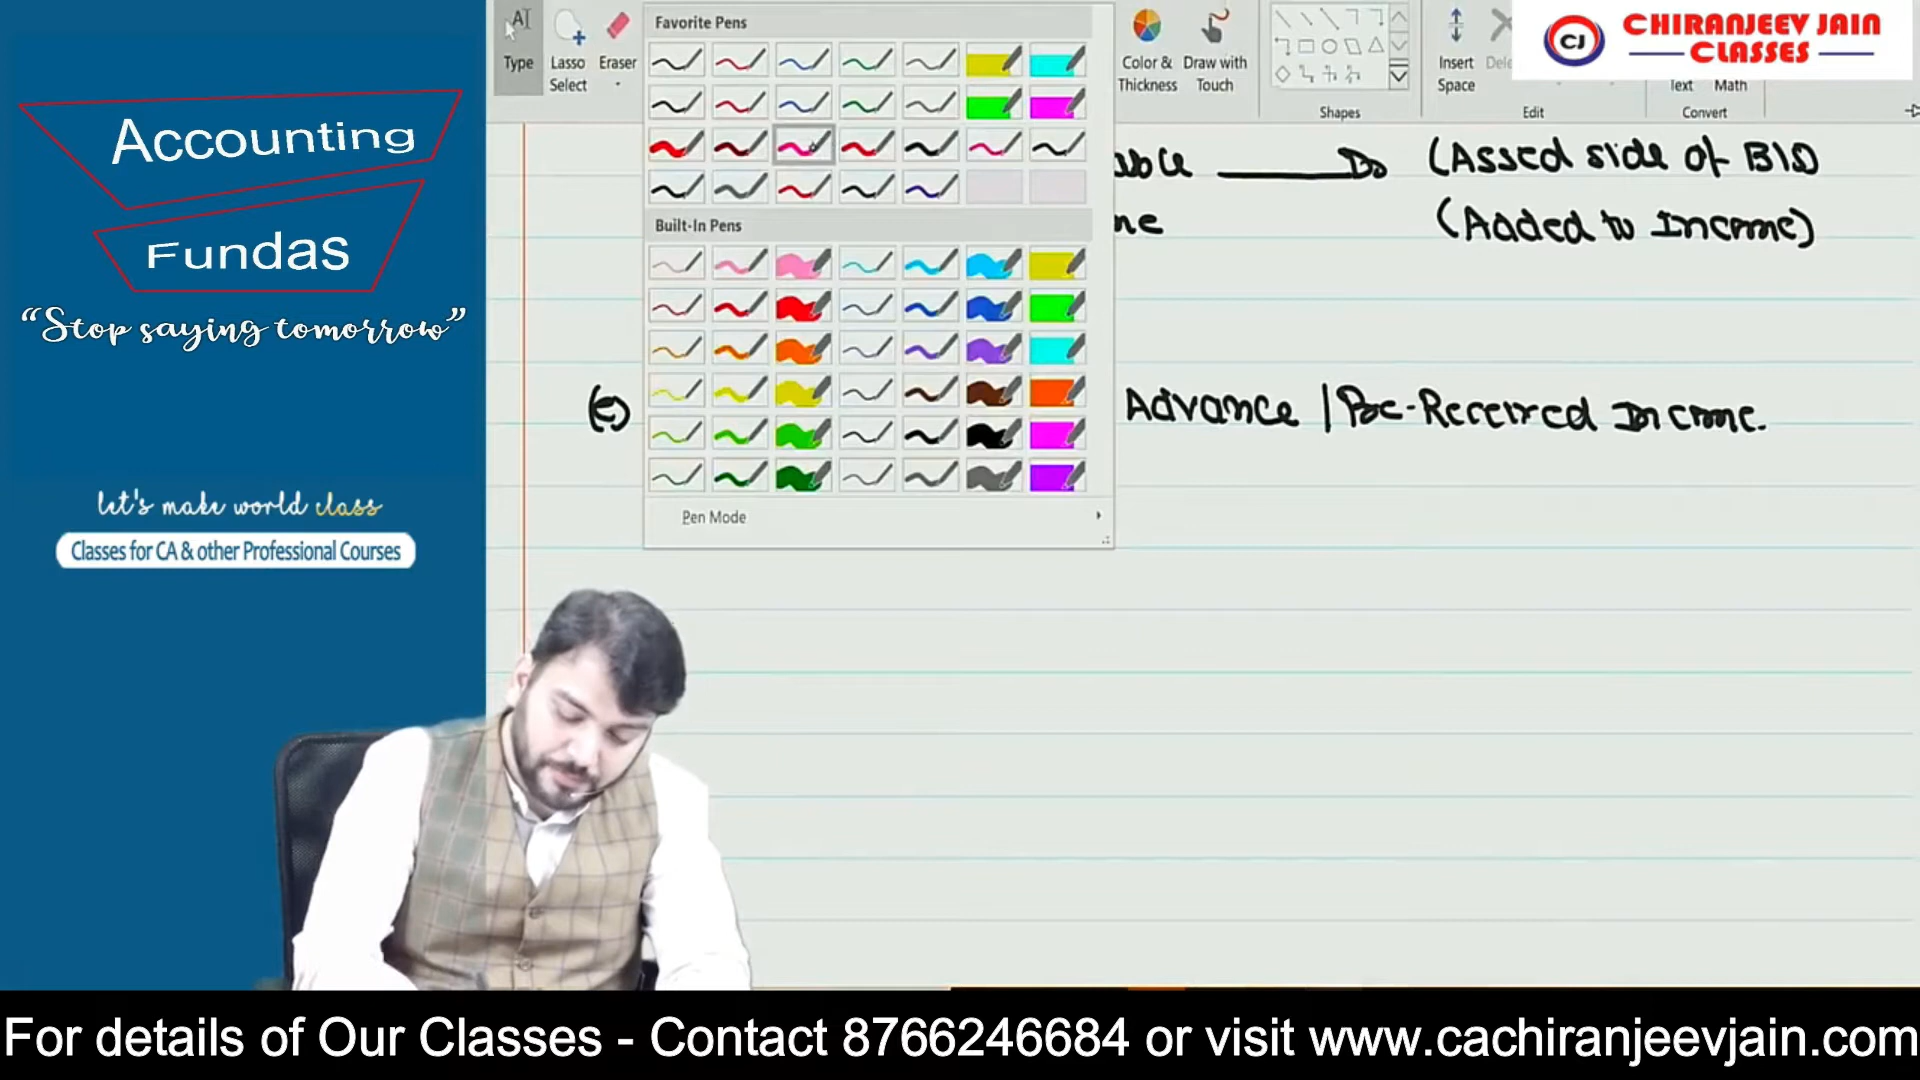 Accounting
Fundas
“Stop saying tomorrow”
let's make world class
Classes for CA & other Professional Courses
Type
Lasso
Select
Eraser
Favorite Pens
Built-In Pens
Pen Mode
Color &
Thickness
Draw with
Touch
Shapes
Insert
Space
Edit
Text
Math
Convert
CJ
CHIRANJEEV JAIN
CLASSES
(Assed side of B/S
(Added to Income)
(e)
Advance | Pre-Received Income.
For details of Our Classes - Contact 8766246684 or visit www.cachiranjeevjain.com